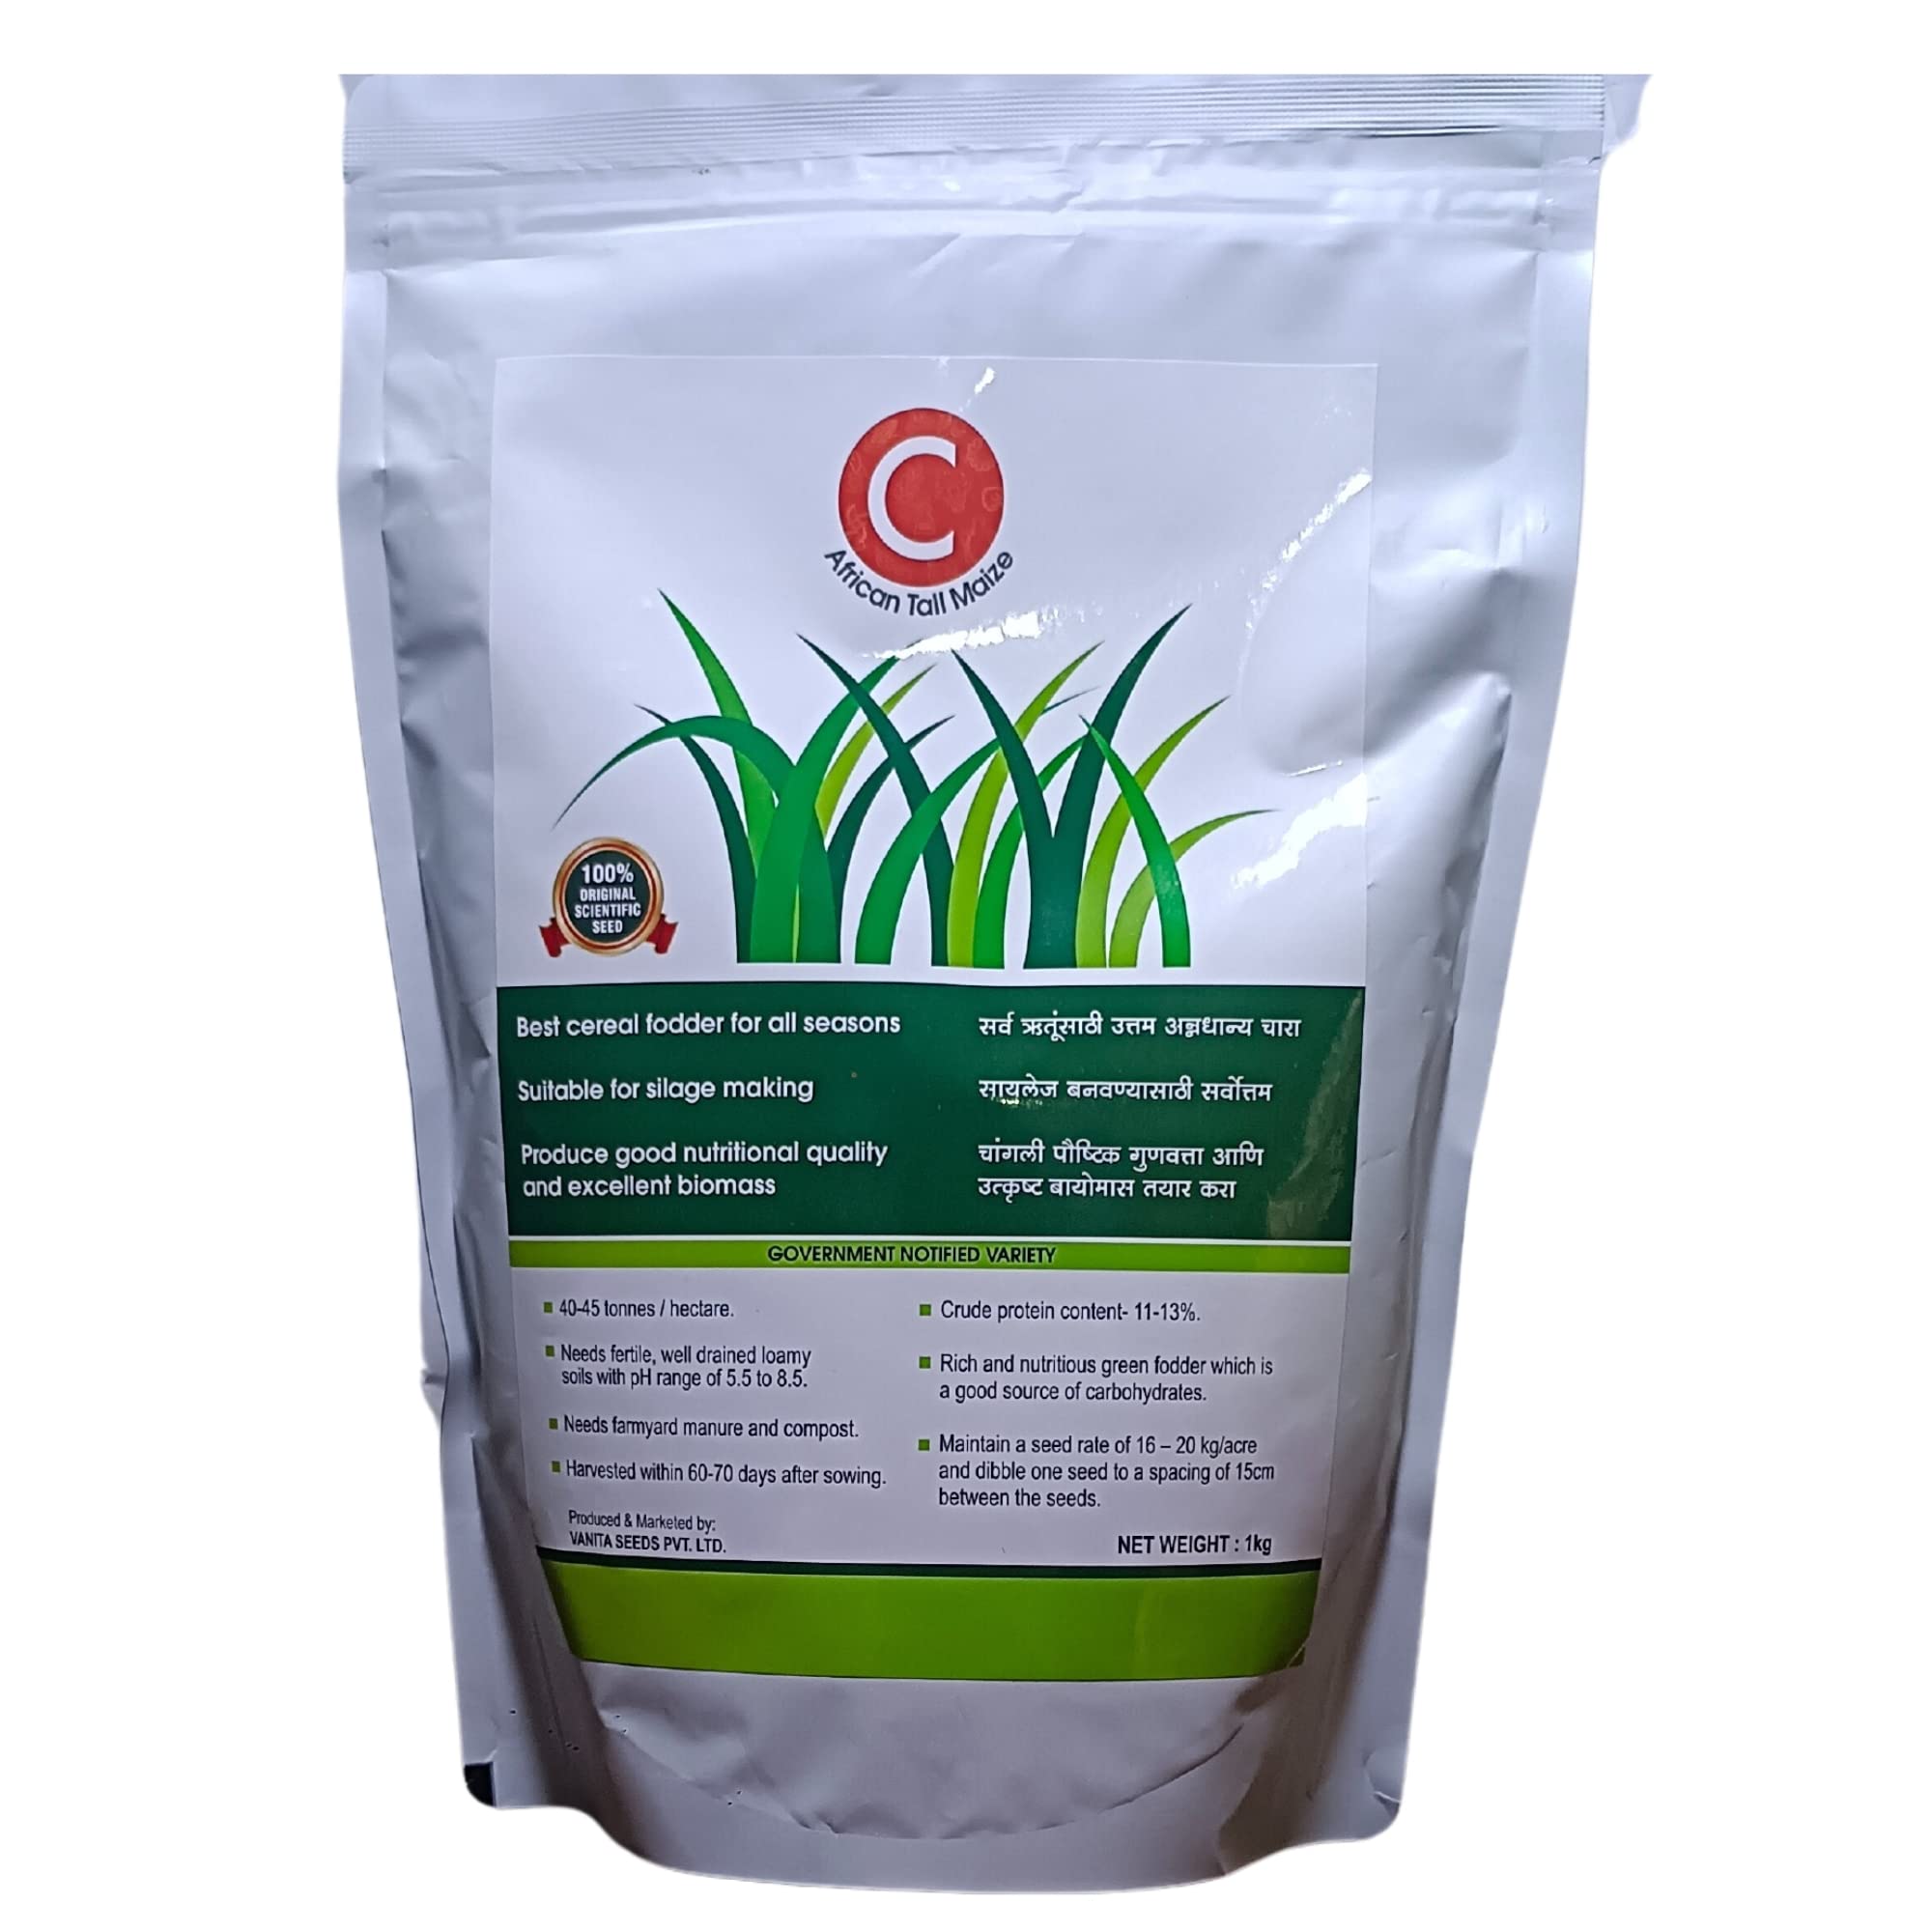 C
African Tall Maize
100%
ORIGINAL
SCIENTIFIC
SEED
Best cereal fodder for all seasons
सर्व ऋतूंसाठी उत्तम अन्नधान्य चारा
Suitable for silage making
सायलेज बनवण्यासाठी सर्वोत्तम
Produce good nutritional quality
and excellent biomass
चांगली पौष्टिक गुणवत्ता आणि
उत्कृष्ट बायोमास तयार करा
GOVERNMENT NOTIFIED VARIETY
40-45 tonnes / hectare.
Needs fertile, well drained loamy
soils with pH range of 5.5 to 8.5.
Needs farmyard manure and compost.
Harvested within 60-70 days after sowing.
Crude protein content- 11-13%.
Rich and nutritious green fodder which is
a good source of carbohydrates.
Maintain a seed rate of 16 – 20 kg/acre
and dibble one seed to a spacing of 15cm
between the seeds.
Produced & Marketed by:
VANITA SEEDS PVT. LTD.
NET WEIGHT : 1kg